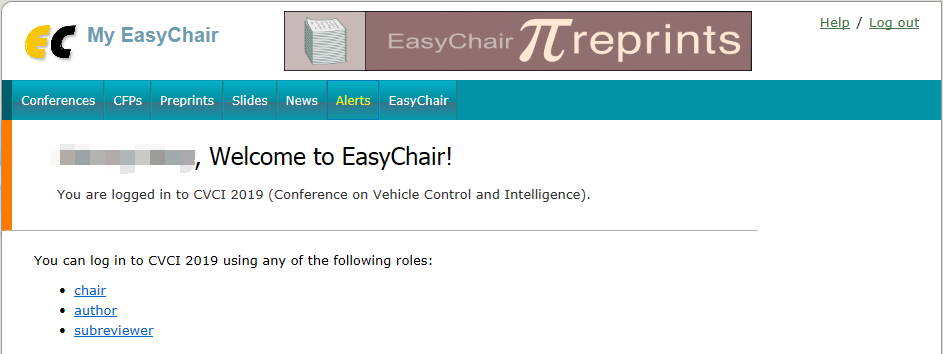 EC My EasyChair
EasyChair πreprints
Help / Log out
Conferences CFPs Preprints Slides News Alerts EasyChair
, Welcome to EasyChair!
You are logged in to CVCI 2019 (Conference on Vehicle Control and Intelligence).
You can log in to CVCI 2019 using any of the following roles:
• chair
• author
• subreviewer